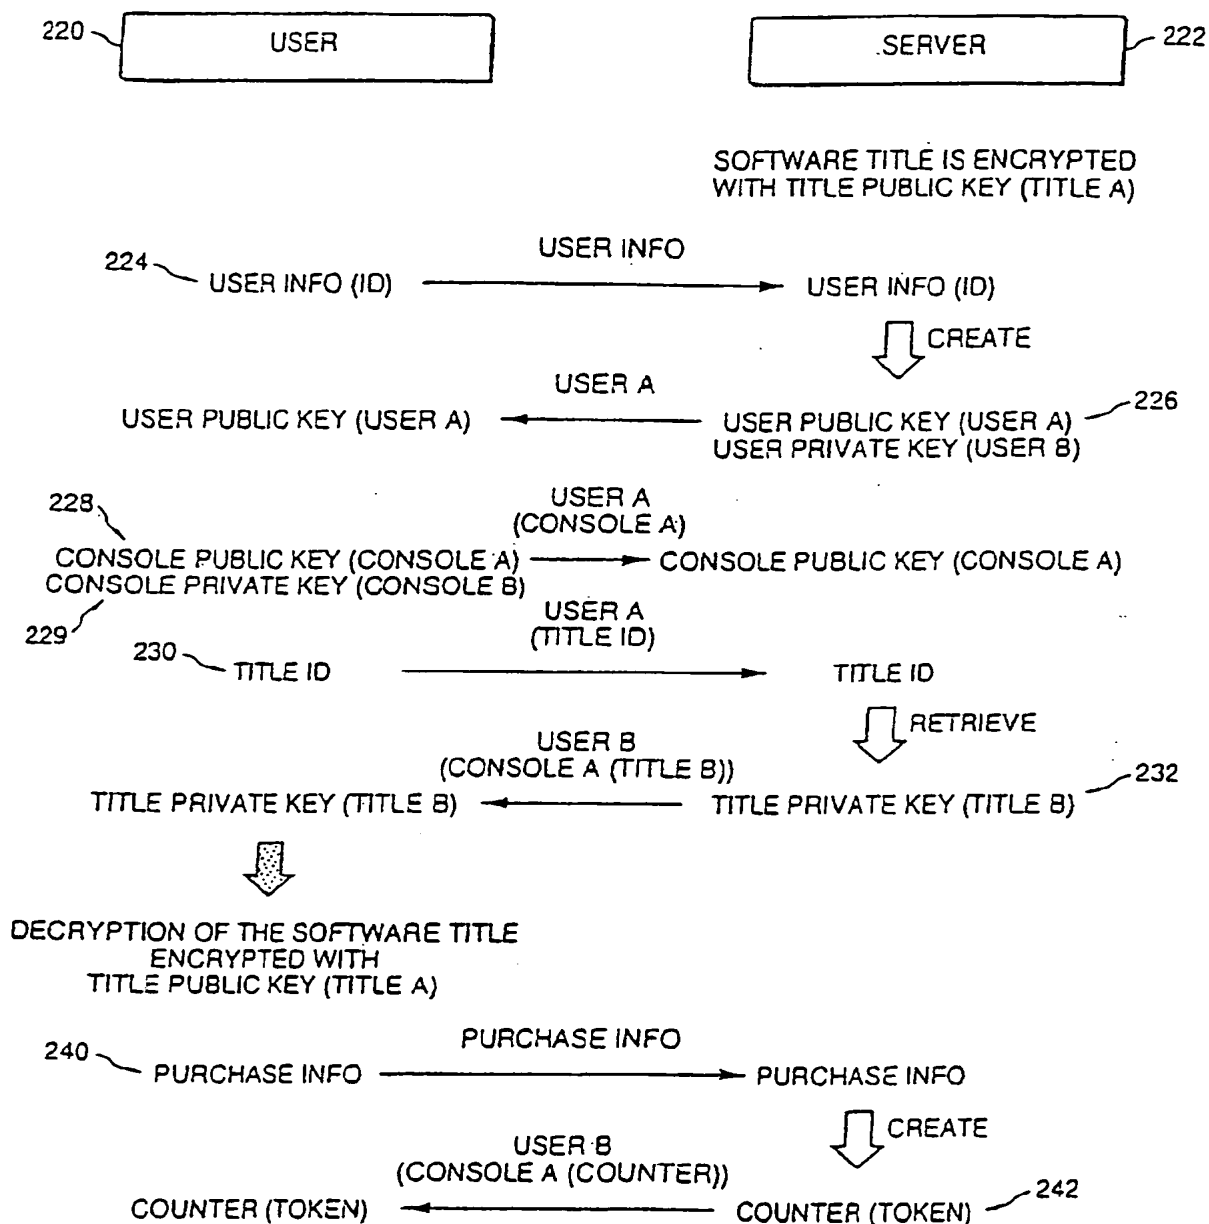 220
USER
SERVER
222
SOFTWARE TITLE IS ENCRYPTED
WITH TITLE PUBLIC KEY (TITLE A)
224
USER INFO (ID)
USER INFO
USER INFO (ID)
CREATE
USER PUBLIC KEY (USER A)
USER A
USER PUBLIC KEY (USER A)
USER PRIVATE KEY (USER B)
226
228
CONSOLE PUBLIC KEY (CONSOLE A)
CONSOLE PRIVATE KEY (CONSOLE B)
229
USER A
(CONSOLE A)
CONSOLE PUBLIC KEY (CONSOLE A)
USER A
(TITLE ID)
230
TITLE ID
TITLE ID
RETRIEVE
USER B
(CONSOLE A (TITLE B))
232
TITLE PRIVATE KEY (TITLE B)
TITLE PRIVATE KEY (TITLE B)
DECRYPTION OF THE SOFTWARE TITLE
ENCRYPTED WITH
TITLE PUBLIC KEY (TITLE A)
240
PURCHASE INFO
PURCHASE INFO
PURCHASE INFO
CREATE
USER B
(CONSOLE A (COUNTER))
COUNTER (TOKEN)
COUNTER (TOKEN)
242